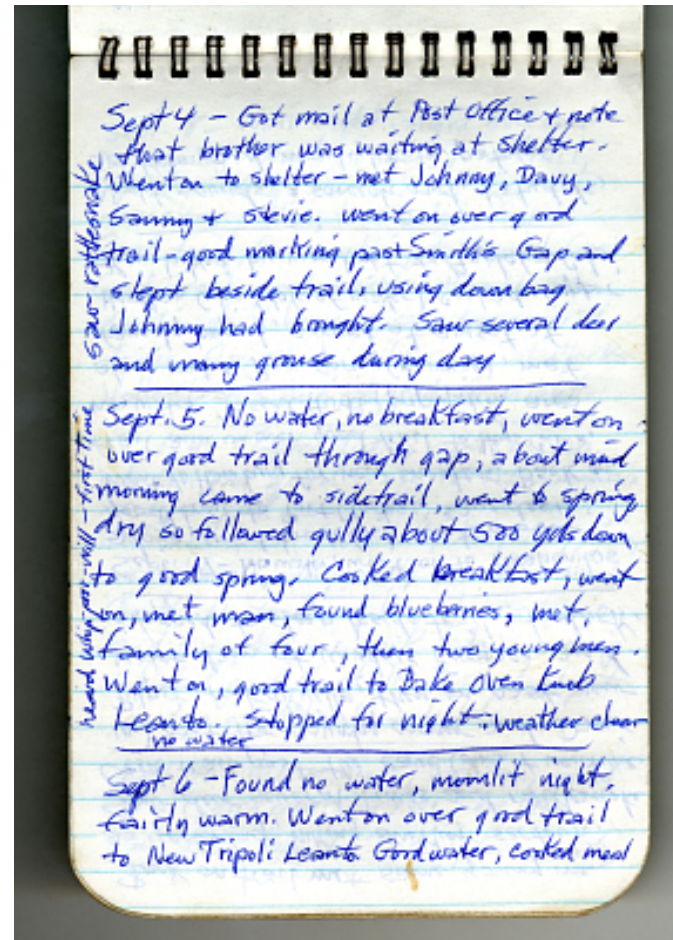 Sept 4 - Got mail at Post Office + note
that brother was waiting at shelter.
Went on to shelter - met Johnny, Davy,
Sammy + Stevie. went on over good
trail - good marking past Smith's Gap and
slept beside trail, using down bag
Johnny had brought. Saw several deer
and many grouse during day
saw rattlesnake
Sept. 5. No water, no breakfast, went on
over good trail through gap, about mid
morning came to sidetrail, went to spring
dry so followed gully about 500 yds down
to good spring. Cooked breakfast, went
on, met man, found blueberries, met,
family of four, then two young men.
Went on, good trail to Bake Oven Knob
Leanto. Stopped for night. weather clear
no water
heard whip-poor-will - first time
Sept 6 - Found no water, moonlit night,
fairly warm. Went on over good trail
to New Tripoli Leanto. Good water, cooked meal